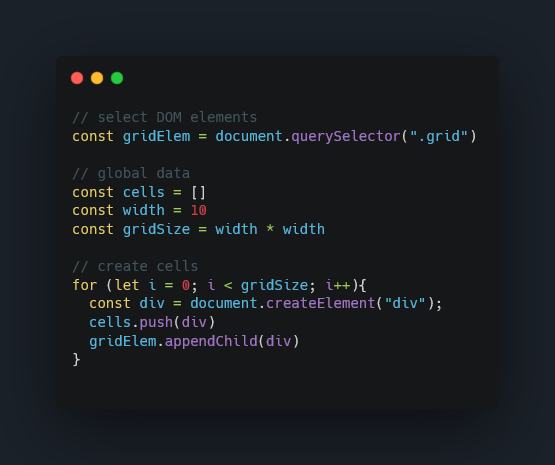 // select DOM elements
const gridElem = document.querySelector(".grid")
// global data
const cells = []
const width = 10
const gridSize = width * width
// create cells
for (let i = 0; i < gridSize; i++){
  const div = document.createElement("div");
  cells.push(div)
  gridElem.appendChild(div)
}